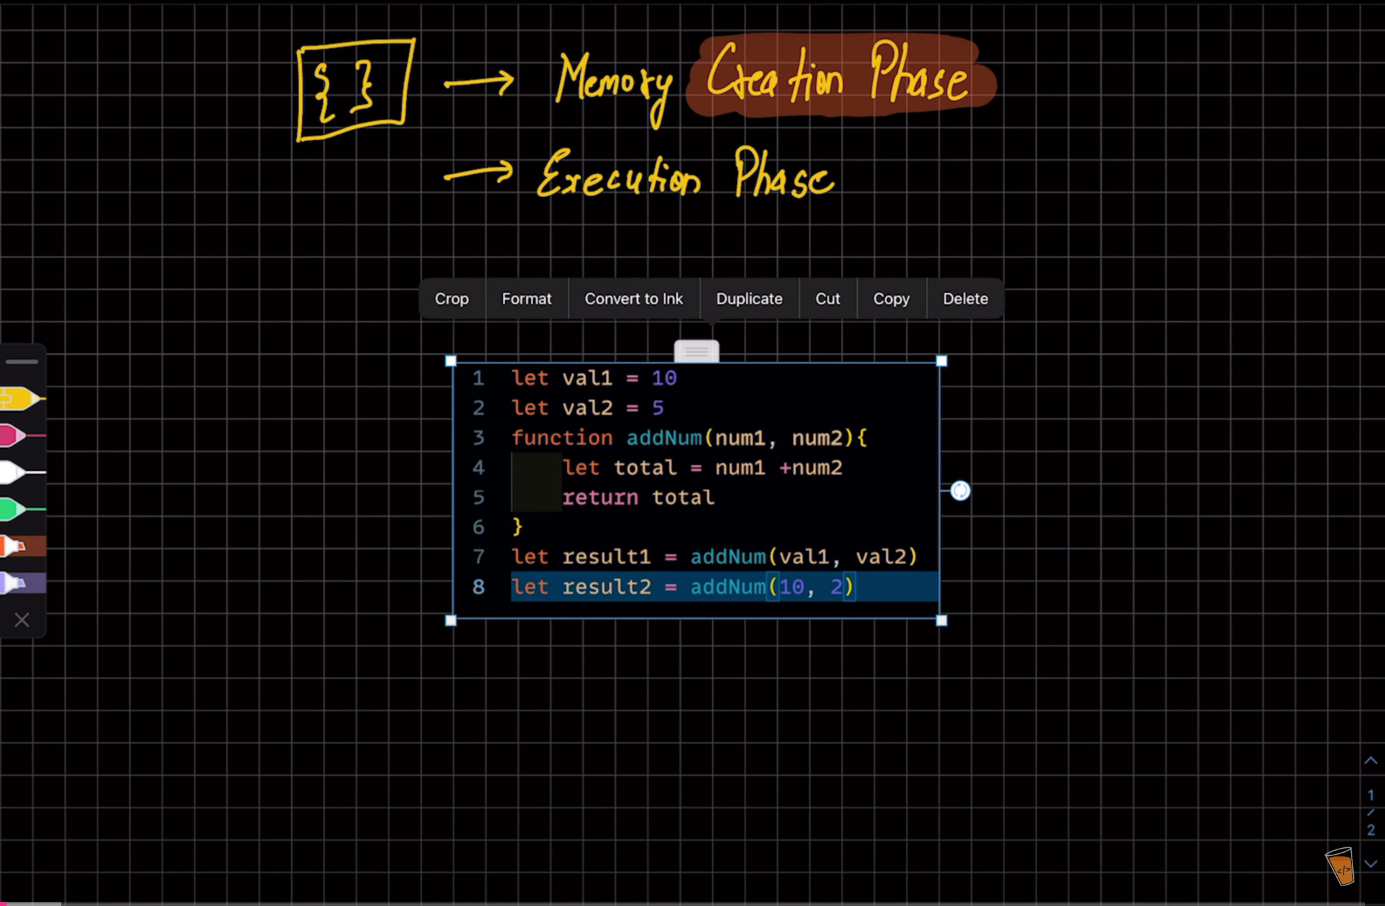 { } → Memory Creation Phase
→ Execution Phase
Crop Format Convert to Ink Duplicate Cut Copy Delete
1 let val1 = 10
2 let val2 = 5
3 function addNum(num1, num2){
4 let total = num1 +num2
5 return total
6 }
7 let result1 = addNum(val1, val2)
8 let result2 = addNum(10, 2)
1
/
2
</>